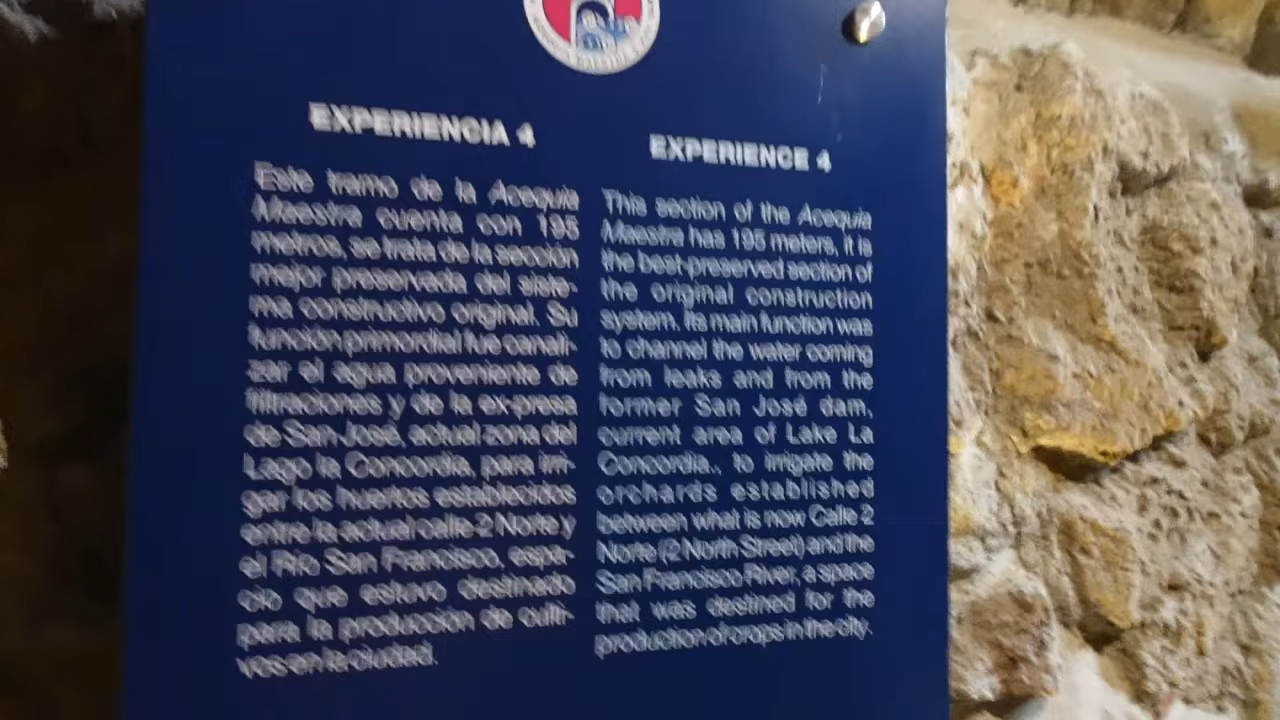 EXPERIENCIA 4
Este tramo de la Acequia
Maestra cuenta con 195
metros, se trata de la sección
mejor preservada del siste-
ma constructivo original. Su
función primordial fue canali-
zar el agua proveniente de
filtraciones y de la ex-presa
de San José, actual zona del
Lago la Concordia, para irri-
gar los huertos establecidos
entre la actual calle 2 Norte y
el Río San Francisco, espa-
cio que estuvo destinado
para la producción de culti-
vos en la ciudad.
EXPERIENCE 4
This section of the Acequia
Maestra has 195 meters, it is
the best-preserved section of
the original construction
system. Its main function was
to channel the water coming
from leaks and from the
former San José dam,
current area of Lake La
Concordia., to irrigate the
orchards established
between what is now Calle 2
Norte (2 North Street) and the
San Francisco River, a space
that was destined for the
production of crops in the city.